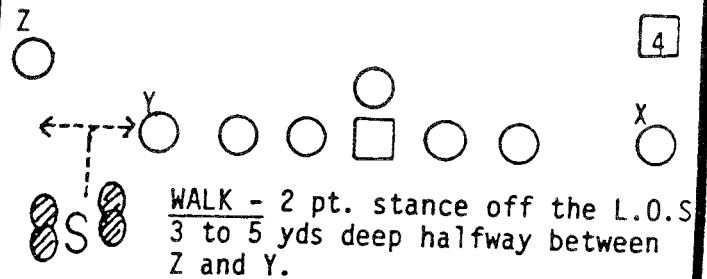 Z
4
Y
X
S
WALK - 2 pt. stance off the L.O.S
3 to 5 yds deep halfway between
Z and Y.